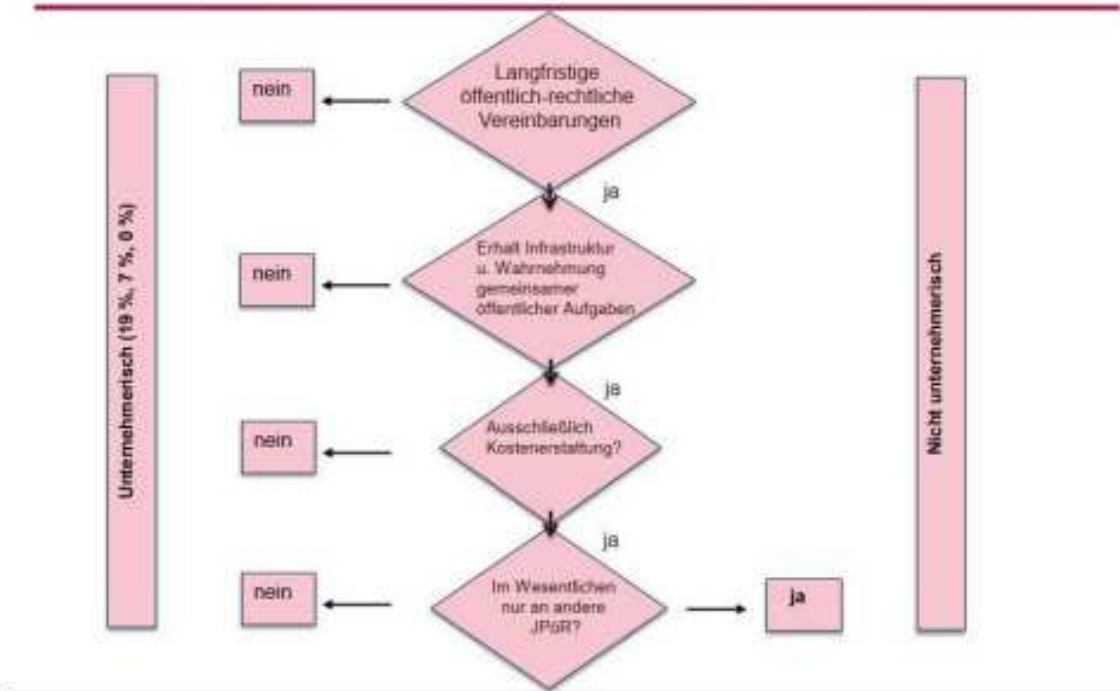 Langfristige
öffentlich-rechtliche
Vereinbarungen
nein
ja
Erhalt Infrastruktur
u. Wahrnehmung
gemeinsamer
öffentlicher Aufgaben
nein
ja
Ausschließlich
Kostenerstattung?
nein
ja
Im Wesentlichen
nur an andere
JPöR?
nein
ja
Unternehmerisch (19 %, 7 %, 0 %)
Nicht unternehmerisch